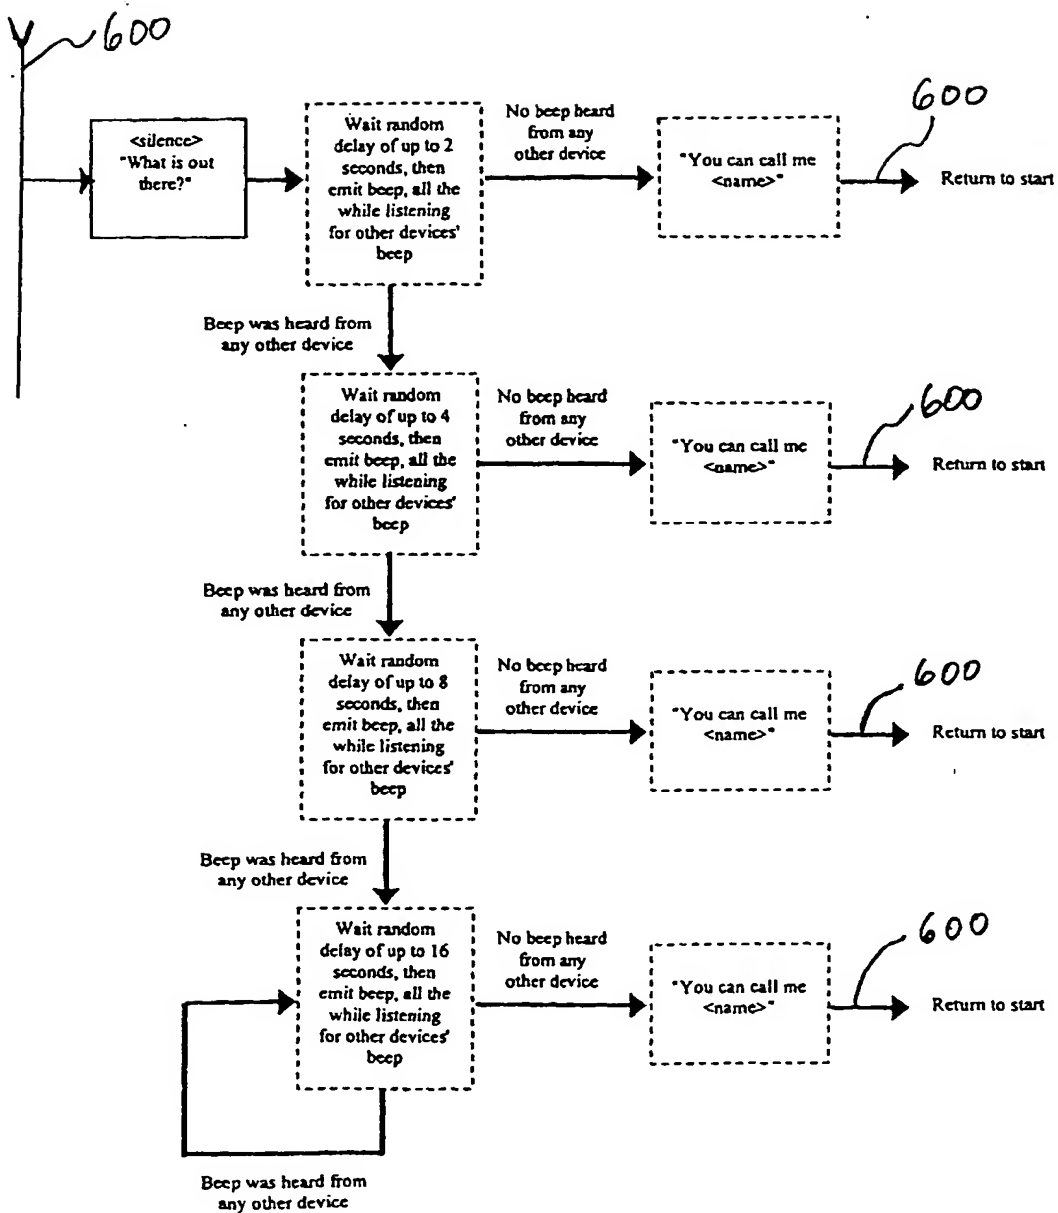 600
<silence>
"What is out
there?"
Wait random
delay of up to 2
seconds, then
emit beep, all the
while listening
for other devices'
beep
No beep heard
from any
other device
"You can call me
<name>"
600
Return to start
Beep was heard from
any other device
Wait random
delay of up to 4
seconds, then
emit beep, all the
while listening
for other devices'
beep
No beep heard
from any
other device
"You can call me
<name>"
600
Return to start
Beep was heard from
any other device
Wait random
delay of up to 8
seconds, then
emit beep, all the
while listening
for other devices'
beep
No beep heard
from any
other device
"You can call me
<name>"
600
Return to start
Beep was heard from
any other device
Wait random
delay of up to 16
seconds, then
emit beep, all the
while listening
for other devices'
beep
No beep heard
from any
other device
"You can call me
<name>"
600
Return to start
Beep was heard from
any other device